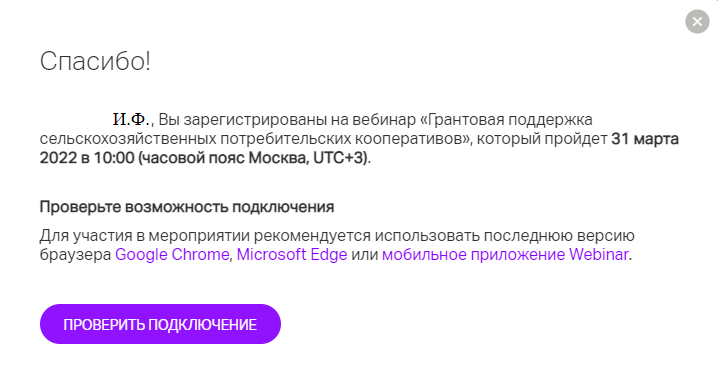 Спасибо!
И.Ф., Вы зарегистрированы на вебинар «Грантовая поддержка
сельскохозяйственных потребительских кооперативов», который пройдет 31 марта
2022 в 10:00 (часовой пояс Москва, UTC+3).
Проверьте возможность подключения
Для участия в мероприятии рекомендуется использовать последнюю версию
браузера Google Chrome, Microsoft Edge или мобильное приложение Webinar.
ПРОВЕРИТЬ ПОДКЛЮЧЕНИЕ